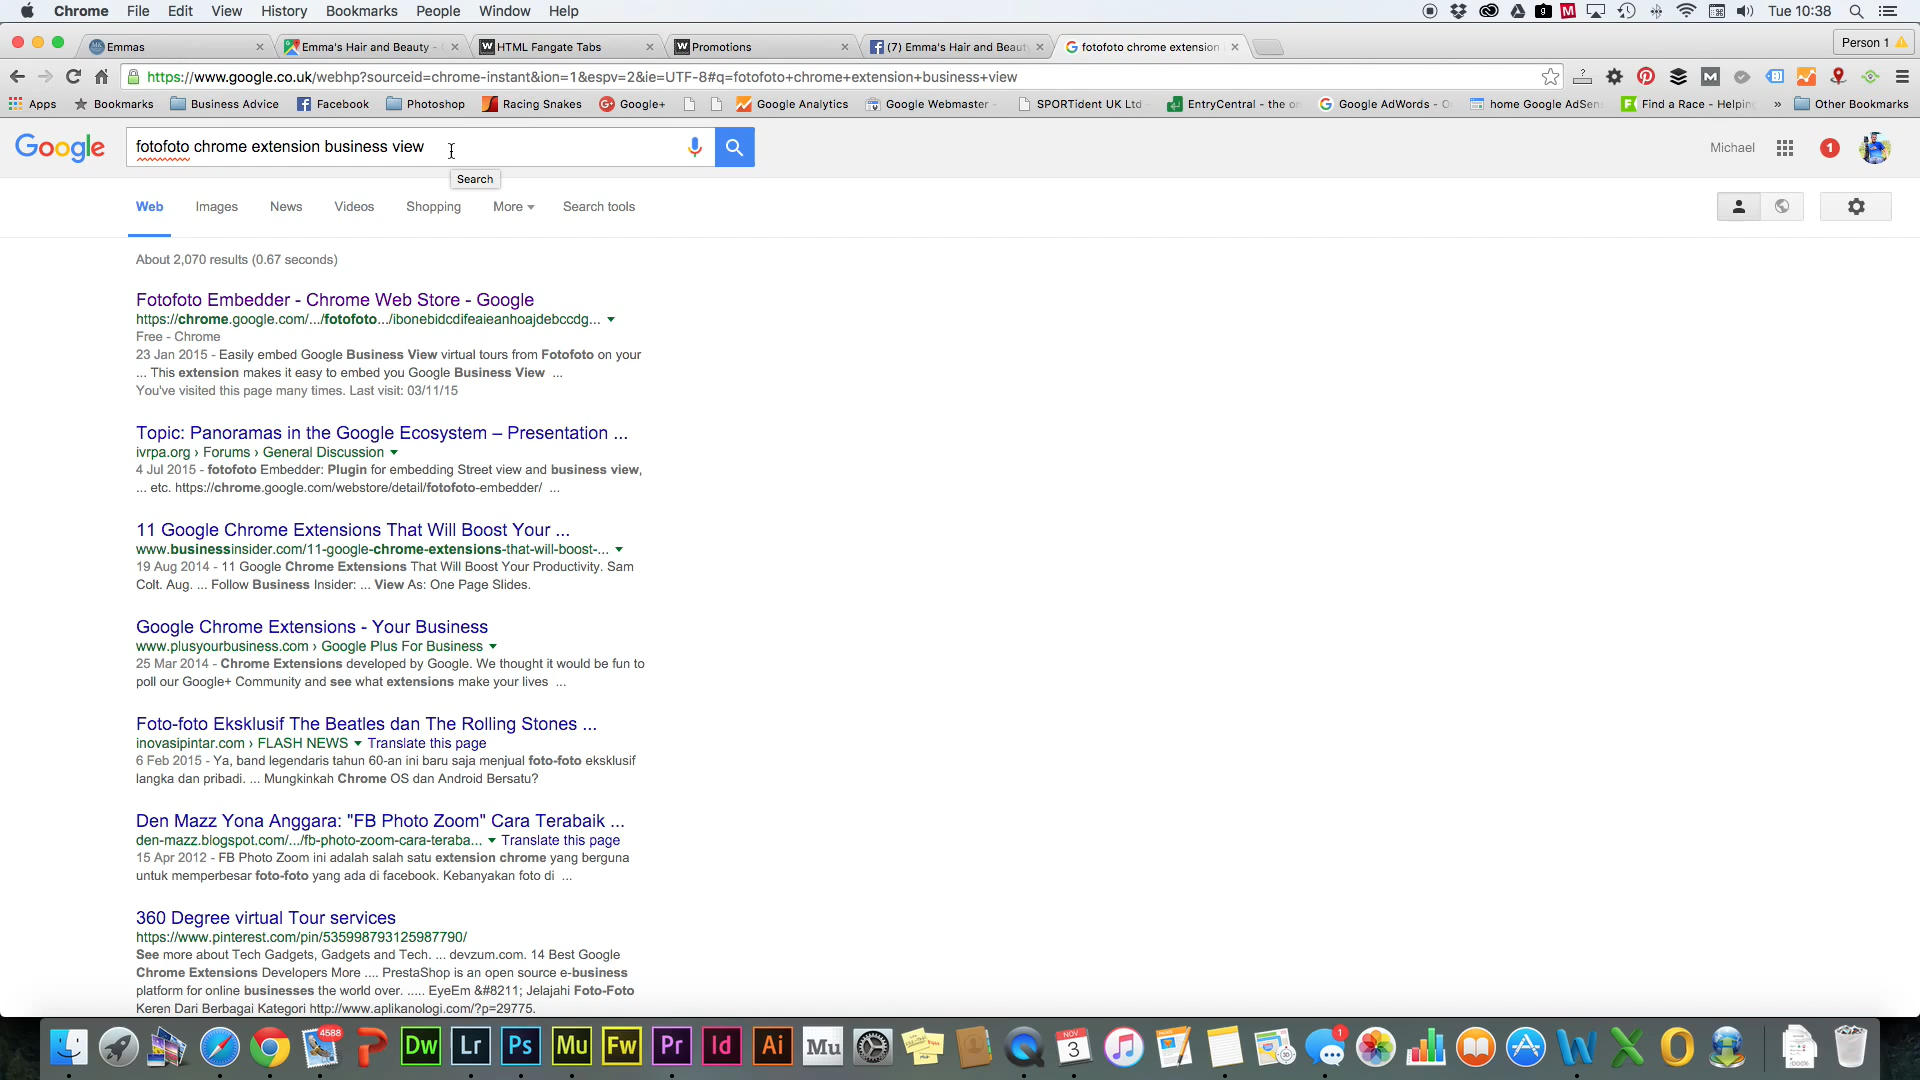 Chrome File Edit View History Bookmarks People Window Help Tue 10:38
Emmas Emma's Hair and Beauty - HTML Fangate Tabs Promotions (7) Emma's Hair and Beaut fotofoto chrome extension Person 1
https://www.google.co.uk/webhp?sourceid=chrome-instant&ion=1&espv=2&ie=UTF-8#q=fotofoto+chrome+extension+business+view
Apps Bookmarks Business Advice Facebook Photoshop Racing Snakes Google+ Google Analytics Google Webmaster - SPORTident UK Ltd EntryCentral - the o Google AdWords - home Google AdSen Find a Race - Helpin » Other Bookmarks
Google fotofoto chrome extension business view Michael 1
Search
Web Images News Videos Shopping More Search tools
About 2,070 results (0.67 seconds)
Fotofoto Embedder - Chrome Web Store - Google
https://chrome.google.com/.../fotofoto.../ibonebidcdifeaieanhoajdebccdg...
Free - Chrome
23 Jan 2015 - Easily embed Google Business View virtual tours from Fotofoto on your
... This extension makes it easy to embed you Google Business View ...
You've visited this page many times. Last visit: 03/11/15
Topic: Panoramas in the Google Ecosystem – Presentation ...
ivrpa.org › Forums › General Discussion
4 Jul 2015 - fotofoto Embedder: Plugin for embedding Street view and business view,
... etc. https://chrome.google.com/webstore/detail/fotofoto-embedder/ ...
11 Google Chrome Extensions That Will Boost Your ...
www.businessinsider.com/11-google-chrome-extensions-that-will-boost-...
19 Aug 2014 - 11 Google Chrome Extensions That Will Boost Your Productivity. Sam
Colt. Aug. ... Follow Business Insider: ... View As: One Page Slides.
Google Chrome Extensions - Your Business
www.plusyourbusiness.com › Google Plus For Business
25 Mar 2014 - Chrome Extensions developed by Google. We thought it would be fun to
poll our Google+ Community and see what extensions make your lives ...
Foto-foto Eksklusif The Beatles dan The Rolling Stones ...
inovasipintar.com › FLASH NEWS Translate this page
6 Feb 2015 - Ya, band legendaris tahun 60-an ini baru saja menjual foto-foto eksklusif
langka dan pribadi. ... Mungkinkah Chrome OS dan Android Bersatu?
Den Mazz Yona Anggara: "FB Photo Zoom" Cara Terabaik ...
den-mazz.blogspot.com/.../fb-photo-zoom-cara-teraba... Translate this page
15 Apr 2012 - FB Photo Zoom ini adalah salah satu extension chrome yang berguna
untuk memperbesar foto-foto yang ada di facebook. Kebanyakan foto di ...
360 Degree virtual Tour services
https://www.pinterest.com/pin/535998793125987790/
See more about Tech Gadgets, Gadgets and Tech. ... devzum.com. 14 Best Google
Chrome Extensions Developers More .... PrestaShop is an open source e-business
platform for online businesses the world over. ..... EyeEm &#8211; Jelajahi Foto-Foto
Keren Dari Berbagai Kategori http://www.aplikanologi.com/?p=29775.
4588 Dw Lr Ps Mu Fw Pr Id Ai Mu NOV 3 1